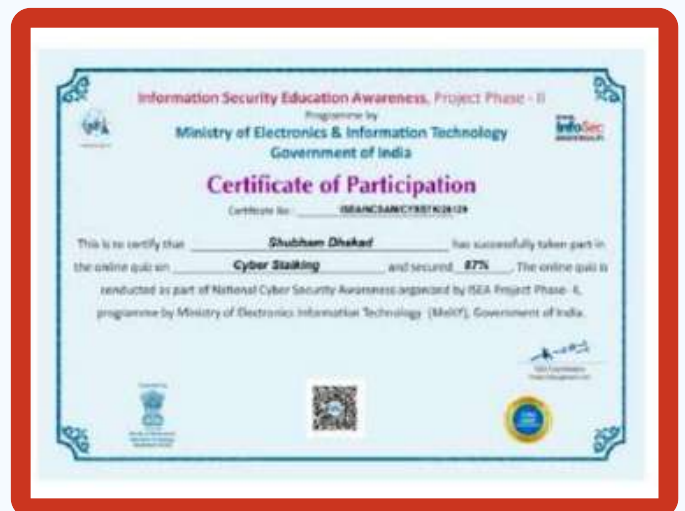 Information Security Education Awareness, Project Phase - II
Programme by
Ministry of Electronics & Information Technology
Government of India
InfoSec
Certificate of Participation
Certificate No :
This is to certify that Shubham Dhakad has successfully taken part in
the online quiz on Cyber Stalking and secured 87% . The online quiz is
conducted as part of National Cyber Security Awareness organized by ISEA Project Phase- II,
programme by Ministry of Electronics Information Technology (MeitY), Government of India.